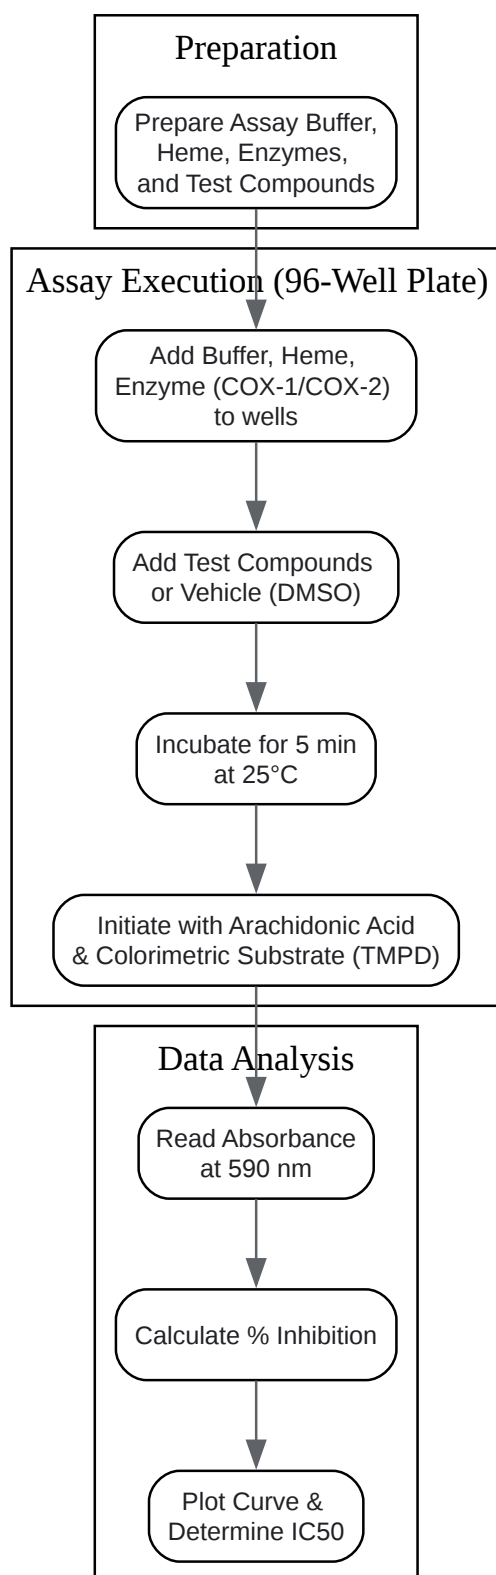 Preparation
Prepare Assay Buffer,
Heme, Enzymes,
and Test Compounds
Assay Execution (96-Well Plate)
Add Buffer, Heme,
Enzyme (COX-1/COX-2)
to wells
Add Test Compounds
or Vehicle (DMSO)
Incubate for 5 min
at 25°C
Initiate with Arachidonic Acid
& Colorimetric Substrate (TMPD)
Data Analysis
Read Absorbance
at 590 nm
Calculate % Inhibition
Plot Curve &
Determine IC50